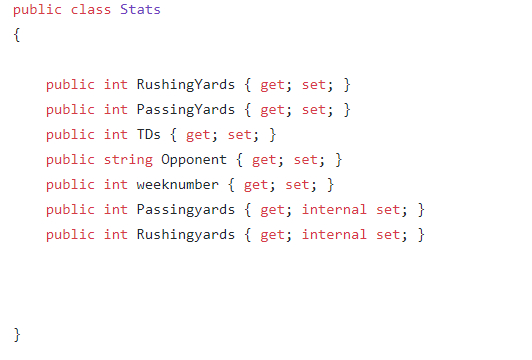 public class Stats
{
public int RushingYards { get; set; }
public int PassingYards { get; set; }
public int TDs { get; set; }
public string Opponent { get; set; }
public int weeknumber { get; set; }
public int Passingyards { get; internal set; }
public int Rushingyards { get; internal set; }
}